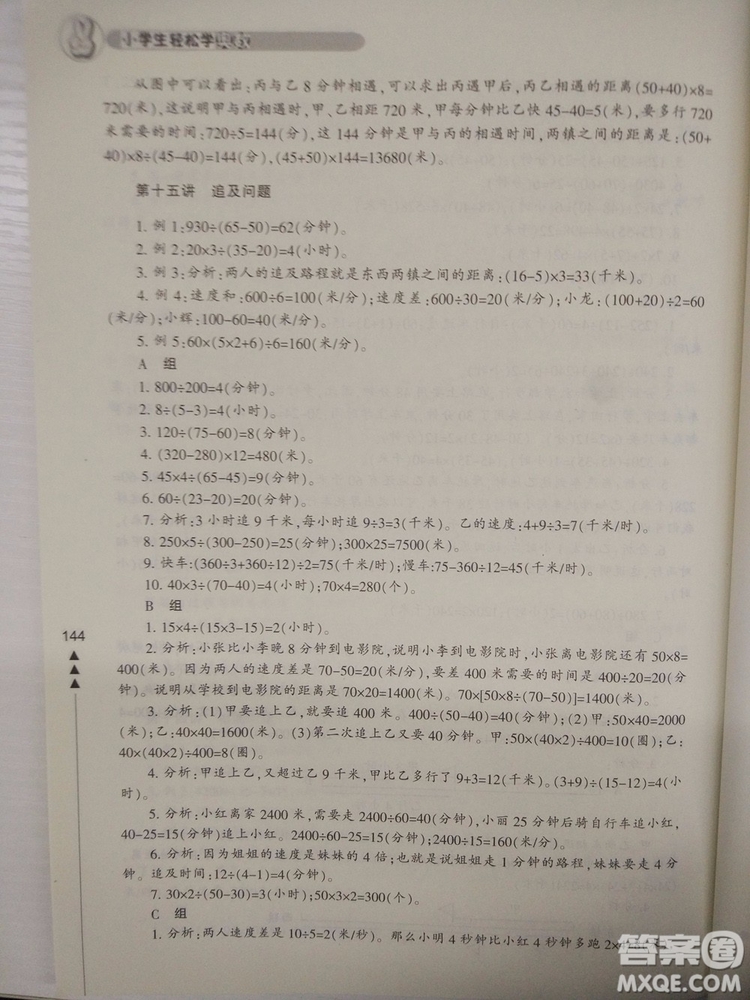 小学生轻松学
从图中可以看出:丙与乙8分钟相遇,可以求出丙遇甲后,丙乙相距的距离(50+40)×8=
720(米),这说明甲与丙相遇时,甲、乙相距720米,甲每分钟比乙快45-40=5(米),要多行720
米需要的时间:720÷5=144(分),这144分钟是甲与丙的相遇时间,两镇之间的距离是:(50+
40)×8÷(45-40)=144(分),(45+50)×144=13680(米)。
第十五讲 追及问题
1. 例1:930÷(65-50)=62(分钟)。
2. 例2:20×3÷(35-20)=4(小时)。
3. 例3:分析:两人的追及路程就是东西两镇之间的距离:(16-5)×3=33(千米)。
4. 例4:速度和:600÷6=100(米/分);速度差:600÷30=20(米/分);小龙:(100+20)÷2=60
(米/分);小辉:100-60=40(米/分)。
5. 例5:60×(5×2+6)÷6=160(米/分)。
A 组
1. 800÷200=4(分钟)。
2. 8÷(5-3)=4(小时)。
3. 120÷(75-60)=8(分钟)。
4. (320-280)×12=480(米)。
5. 45×4÷(65-45)=9(分钟)。
6. 60÷(23-20)=20(分钟)。
7. 分析:3小时追9千米,每小时追9÷3=3(千米)。乙的速度:4+9÷3=7(千米/时)。
8. 250×5÷(300-250)=25(分钟);300×25=7500(米)。
9. 快车:(360÷3+360÷12)÷2=75(千米/时);慢车:75-360÷12=45(千米/时)。
10. 40×3÷(70-40)=4(小时);70×4=280(个)。
B 组
1. 15×4÷(15×3-15)=2(小时)。
144
2. 分析:小张比小李晚8分钟到电影院,说明小李到电影院时,小张离电影院还有50×8=
400(米)。因为两人的速度差是70-50=20(米),要差400米需要的时间是400÷20=20(分
钟)。说明从学校到电影院的距离是70×20=1400(米)。70×[50×8÷(70-50)]=1400(米)。
3. 分析:(1)甲要追上乙,就要追400米。400÷(50-40)=40(分钟);(2)甲:50×40=2000
(米);乙:40×40=1600(米)。(3)第二次追上乙又要40分钟。甲:50×(40×2)÷400=10(圈);乙:
40×(40×2)÷400=8(圈)。
4. 分析:甲追上乙,又超过乙9千米,甲比乙多行了9+3=12(千米)。(3+9)÷(15-12)=4(小
时)。
5. 分析:小红离家2400米,需要走2400÷60=40(分钟),小丽25分钟后骑自行车追小红,
40-25=15(分钟)追上小红。2400÷60-25=15(分钟);2400÷15=160(米/分)。
6. 分析:因为姐姐的速度是妹妹的4倍;也就是说姐姐走1分钟的路程,妹妹要走4分
钟。追及时间:12÷(4-1)=4(分钟)。
7. 30×2÷(50-30)=3(小时);50×3×2=300(个)。
C 组
1. 分析:两人速度差是10÷5=2(米/秒)。那么小明4秒钟比小红4秒钟多跑2×
答案圈
MXQE.COM